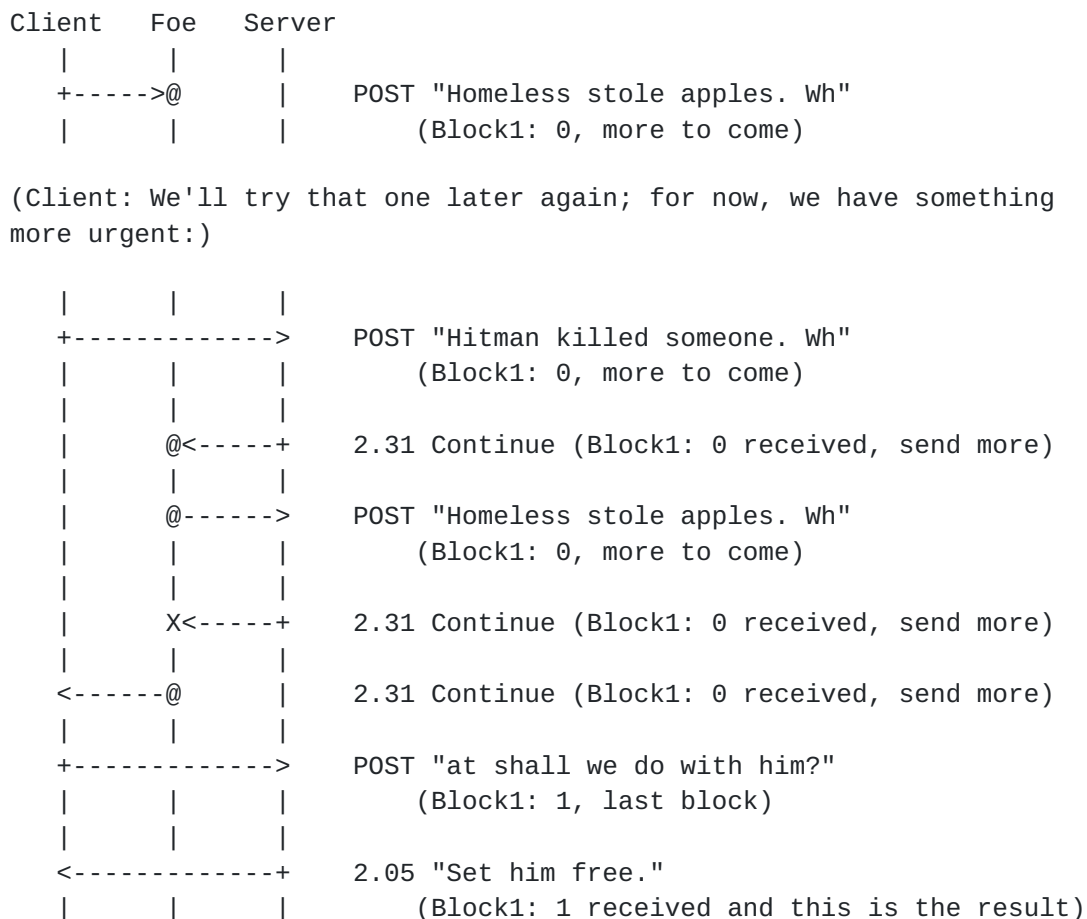 Client   Foe   Server
   |      |      |
   +----->@      |    POST "Homeless stole apples. Wh"
   |      |      |        (Block1: 0, more to come)

(Client: We'll try that one later again; for now, we have something
more urgent:)

   |      |      |
   +------------->    POST "Hitman killed someone. Wh"
   |      |      |        (Block1: 0, more to come)
   |      |      |
   |      @<-----+    2.31 Continue (Block1: 0 received, send more)
   |      |      |
   |      @------>    POST "Homeless stole apples. Wh"
   |      |      |        (Block1: 0, more to come)
   |      |      |
   |      X<-----+    2.31 Continue (Block1: 0 received, send more)
   |      |      |
   <------@      |    2.31 Continue (Block1: 0 received, send more)
   |      |      |
   +------------->    POST "at shall we do with him?"
   |      |      |        (Block1: 1, last block)
   |      |      |
   <-------------+    2.05 "Set him free."
   |      |      |        (Block1: 1 received and this is the result)